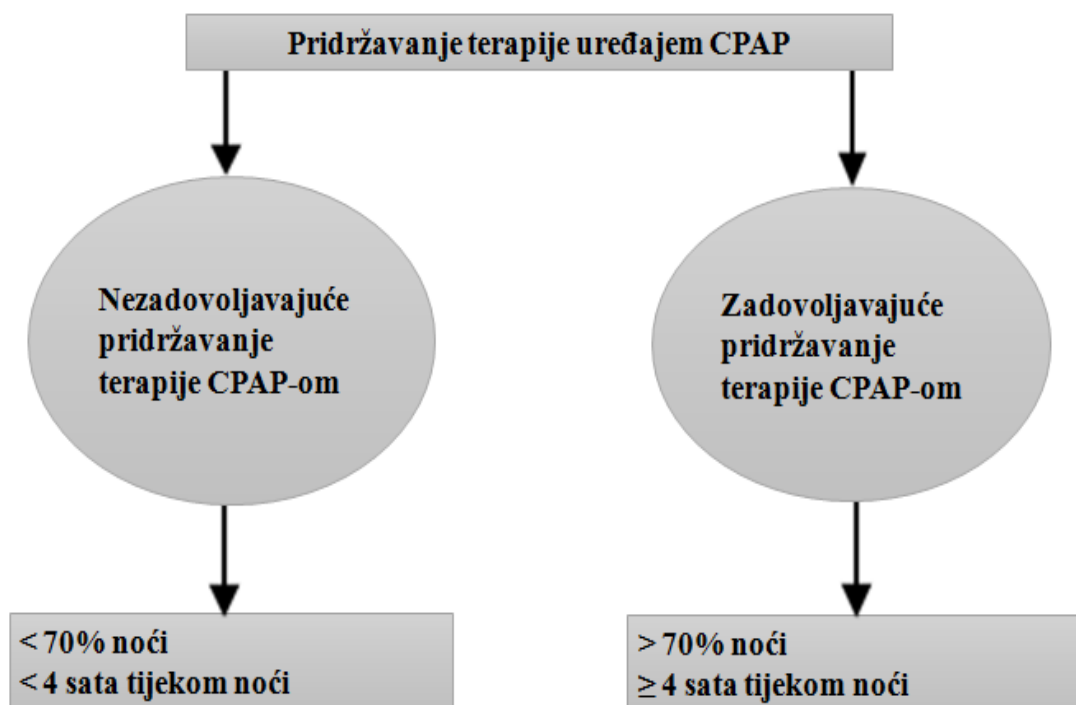 Pridržavanje terapije uređajem CPAP
Nezadovoljavajuće
pridržavanje
terapije CPAP-om
Zadovoljavajuće
pridržavanje
terapije CPAP-om
< 70% noći
< 4 sata tijekom noći
> 70% noći
≥ 4 sata tijekom noći